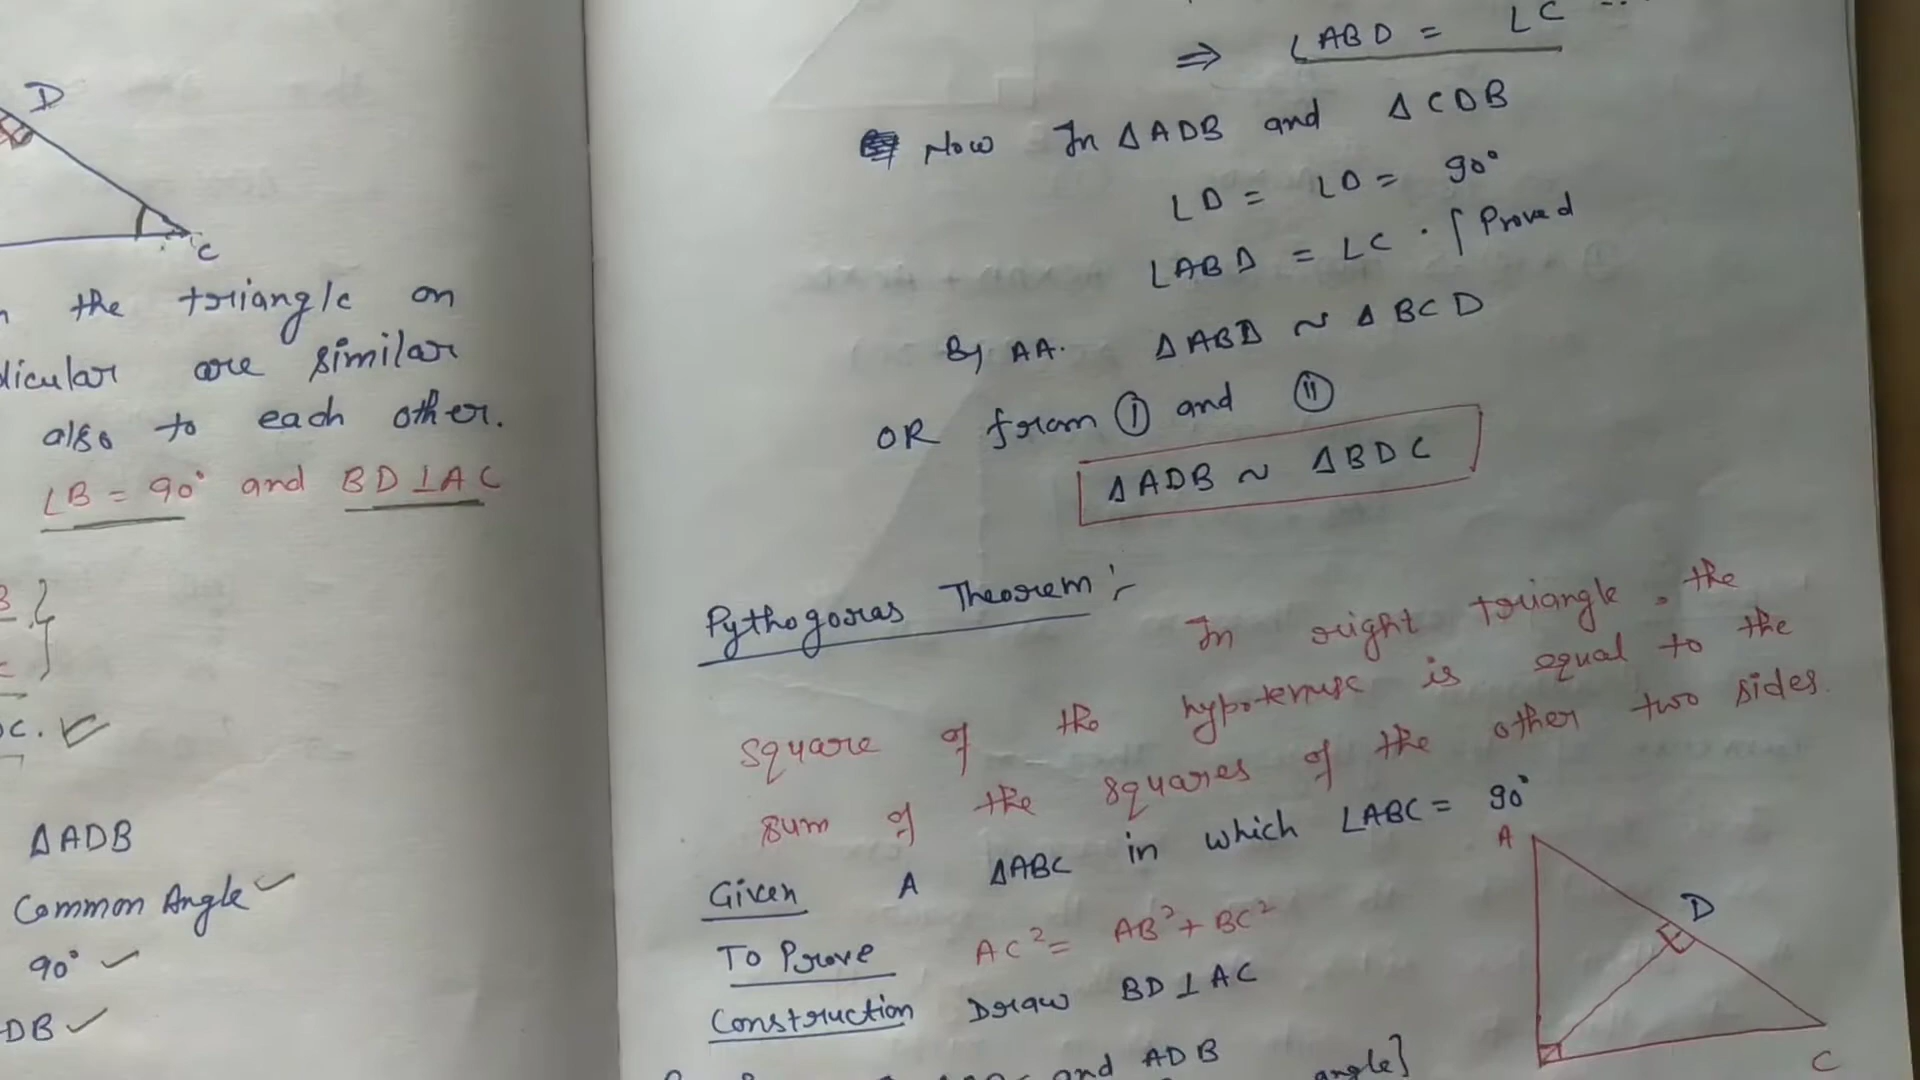 D
C
the triangle on
dicular are similar
also to each other.
∠B = 90° and BD⊥AC
C.
ΔADB
Common Angle ✓
90° ✓
DB ✓
⇒ ∠ABD = ∠C
Now In ΔADB and ΔCDB
∠D = ∠D = 90°
∠ABD = ∠C . [Proved
By AA. ΔABD ~ ΔBCD
OR from ① and ⑪
ΔADB ~ ΔBDC
Pythogoras Theorem :-
In right triangle, the
square of the hypotenuse is equal to the
sum of the squares of the other two sides.
Given A ΔABC in which ∠ABC = 90°
To Prove AC² = AB² + BC²
Construction Draw BD⊥AC
and ADB
angle]
A
D
C